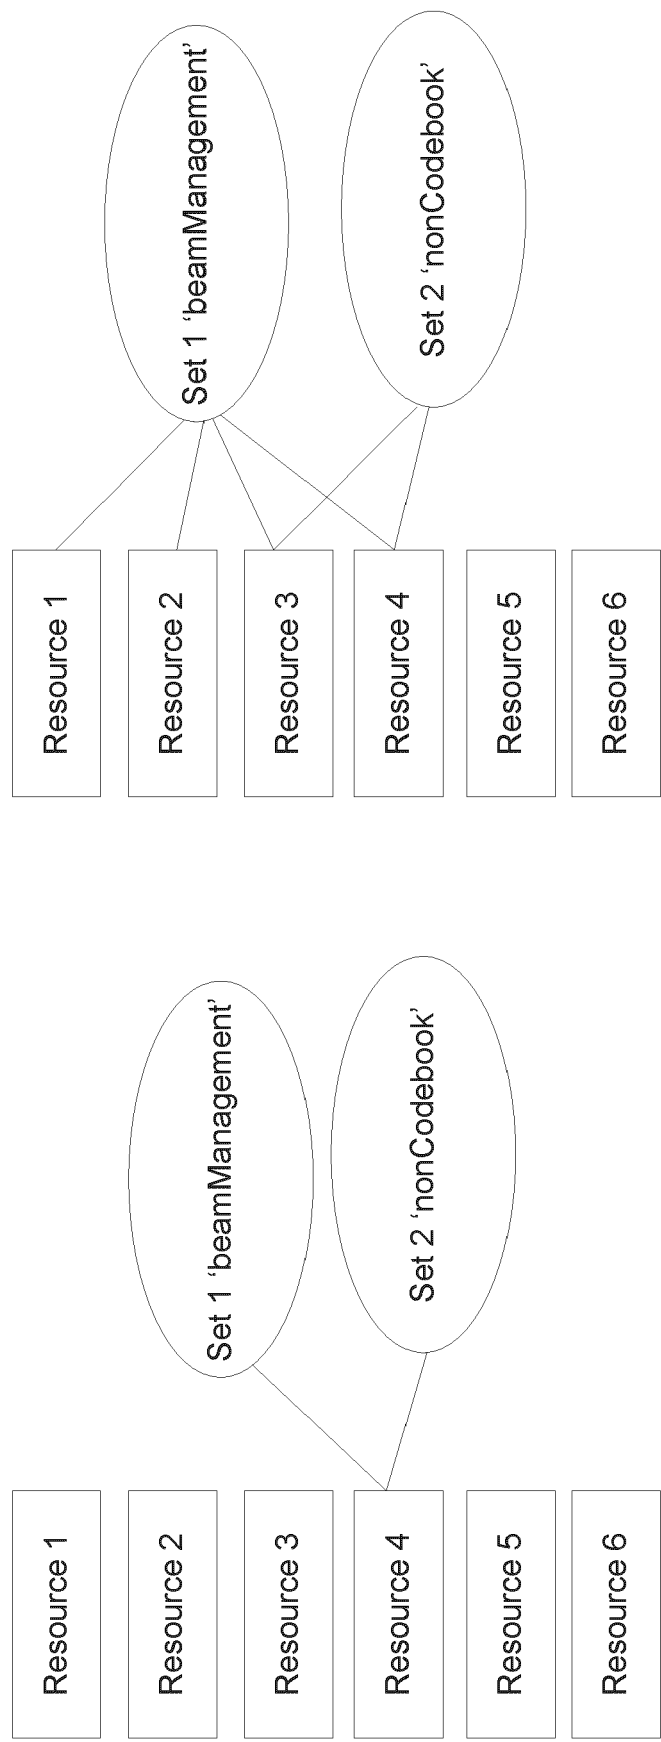 Set 1 ‘beamManagement’
Set 2 ‘nonCodebook’
Resource 1
Resource 2
Resource 3
Resource 4
Resource 5
Resource 6
Set 1 ‘beamManagement’
Set 2 ‘nonCodebook’
Resource 1
Resource 2
Resource 3
Resource 4
Resource 5
Resource 6